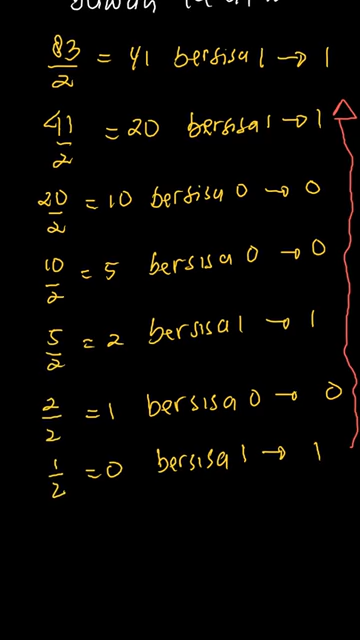 83/2 = 41 bersisa 1 → 1
41/2 = 20 bersisa 1 → 1
20/2 = 10 bersisa 0 → 0
10/2 = 5 bersisa 0 → 0
5/2 = 2 bersisa 1 → 1
2/2 = 1 bersisa 0 → 0
1/2 = 0 bersisa 1 → 1